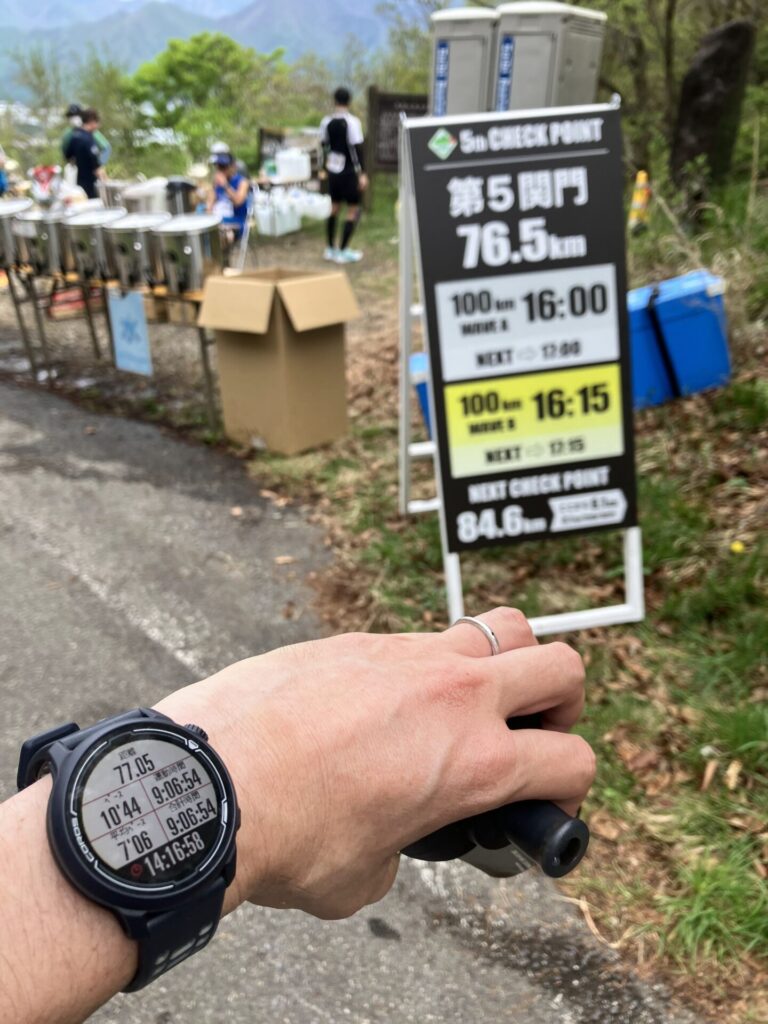 5th CHECK POINT
第5関門
76.5km
100km 16:00
WAVE A
NEXT ⇨ 17:00
100km 16:15
WAVE B
NEXT ⇨ 17:15
NEXT CHECK POINT
84.6km
距離
77.05
ペース
10'44
運動時間
9:06:54
平均ペース
7'06
合計時間
9:06:54
14:16:58
COROS